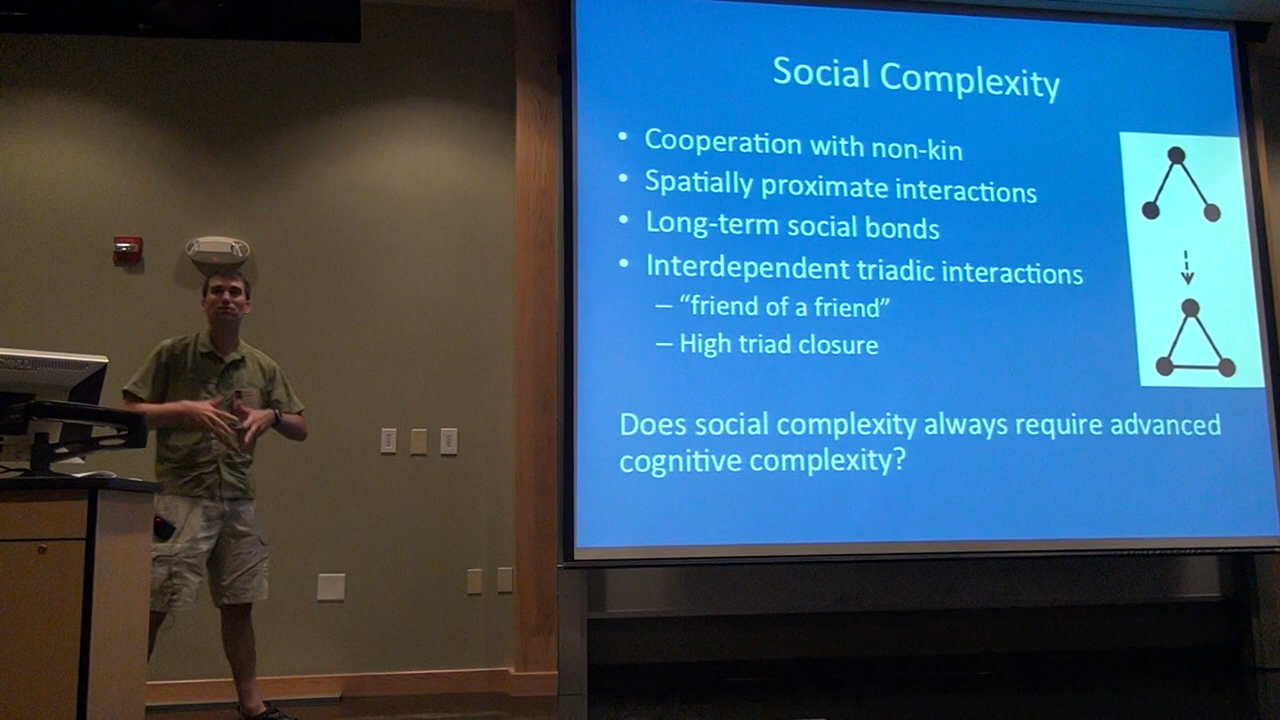 Social Complexity
• Cooperation with non-kin
• Spatially proximate interactions
• Long-term social bonds
• Interdependent triadic interactions
– “friend of a friend”
– High triad closure
Does social complexity always require advanced
cognitive complexity?